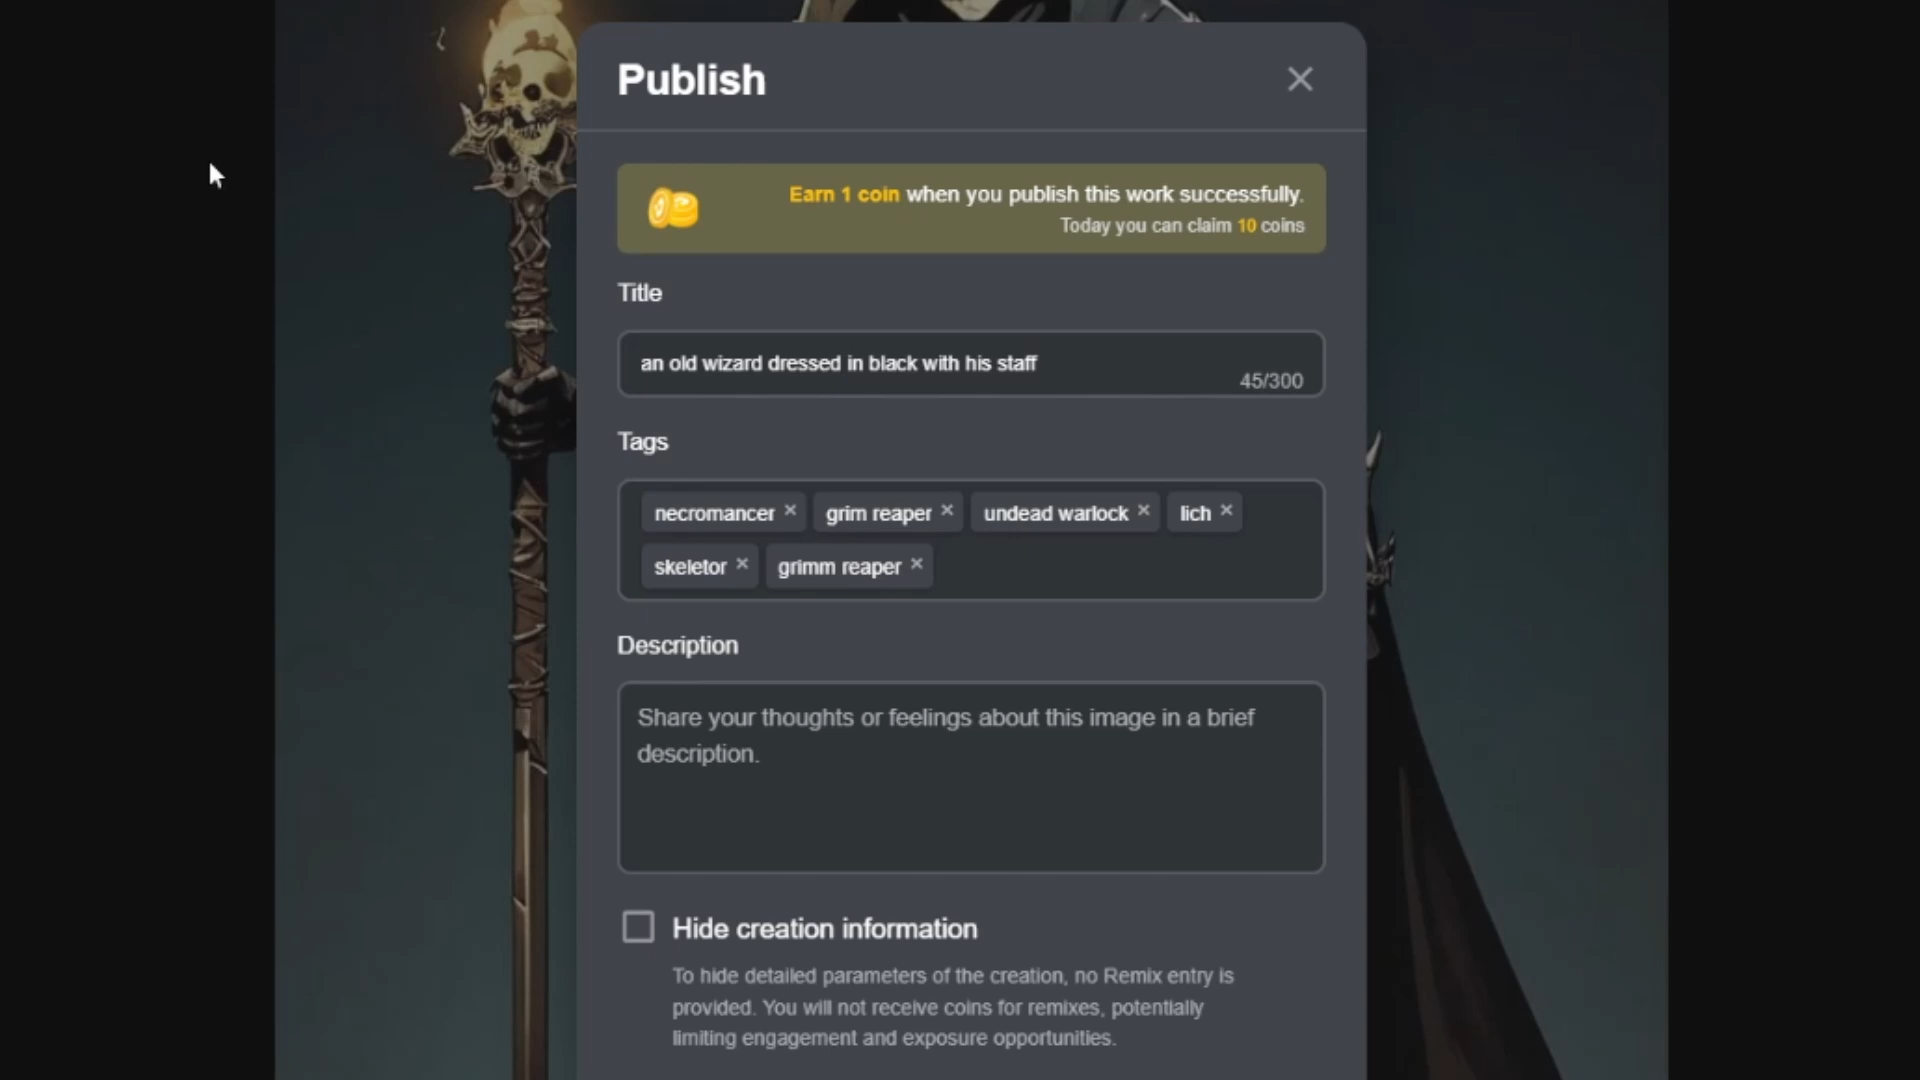 Publish
Earn 1 coin when you publish this work successfully.
Today you can claim 10 coins
Title
an old wizard dressed in black with his staff
45/300
Tags
necromancer × grim reaper × undead warlock × lich ×
skeletor × grimm reaper ×
Description
Share your thoughts or feelings about this image in a brief
description.
Hide creation information
To hide detailed parameters of the creation, no Remix entry is
provided. You will not receive coins for remixes, potentially
limiting engagement and exposure opportunities.